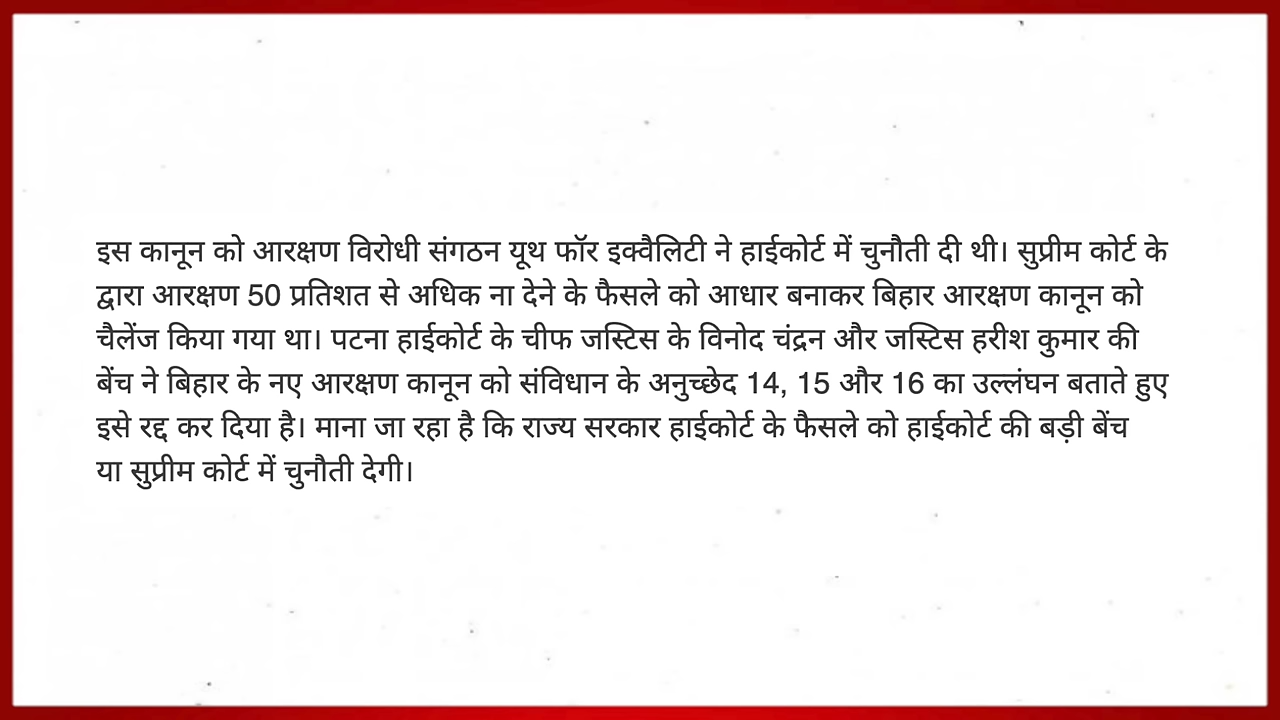 इस कानून को आरक्षण विरोधी संगठन यूथ फॉर इक्वैलिटी ने हाईकोर्ट में चुनौती दी थी। सुप्रीम कोर्ट के
द्वारा आरक्षण 50 प्रतिशत से अधिक ना देने के फैसले को आधार बनाकर बिहार आरक्षण कानून को
चैलेंज किया गया था। पटना हाईकोर्ट के चीफ जस्टिस के विनोद चंद्रन और जस्टिस हरीश कुमार की
बेंच ने बिहार के नए आरक्षण कानून को संविधान के अनुच्छेद 14, 15 और 16 का उल्लंघन बताते हुए
इसे रद्द कर दिया है। माना जा रहा है कि राज्य सरकार हाईकोर्ट के फैसले को हाईकोर्ट की बड़ी बेंच
या सुप्रीम कोर्ट में चुनौती देगी।